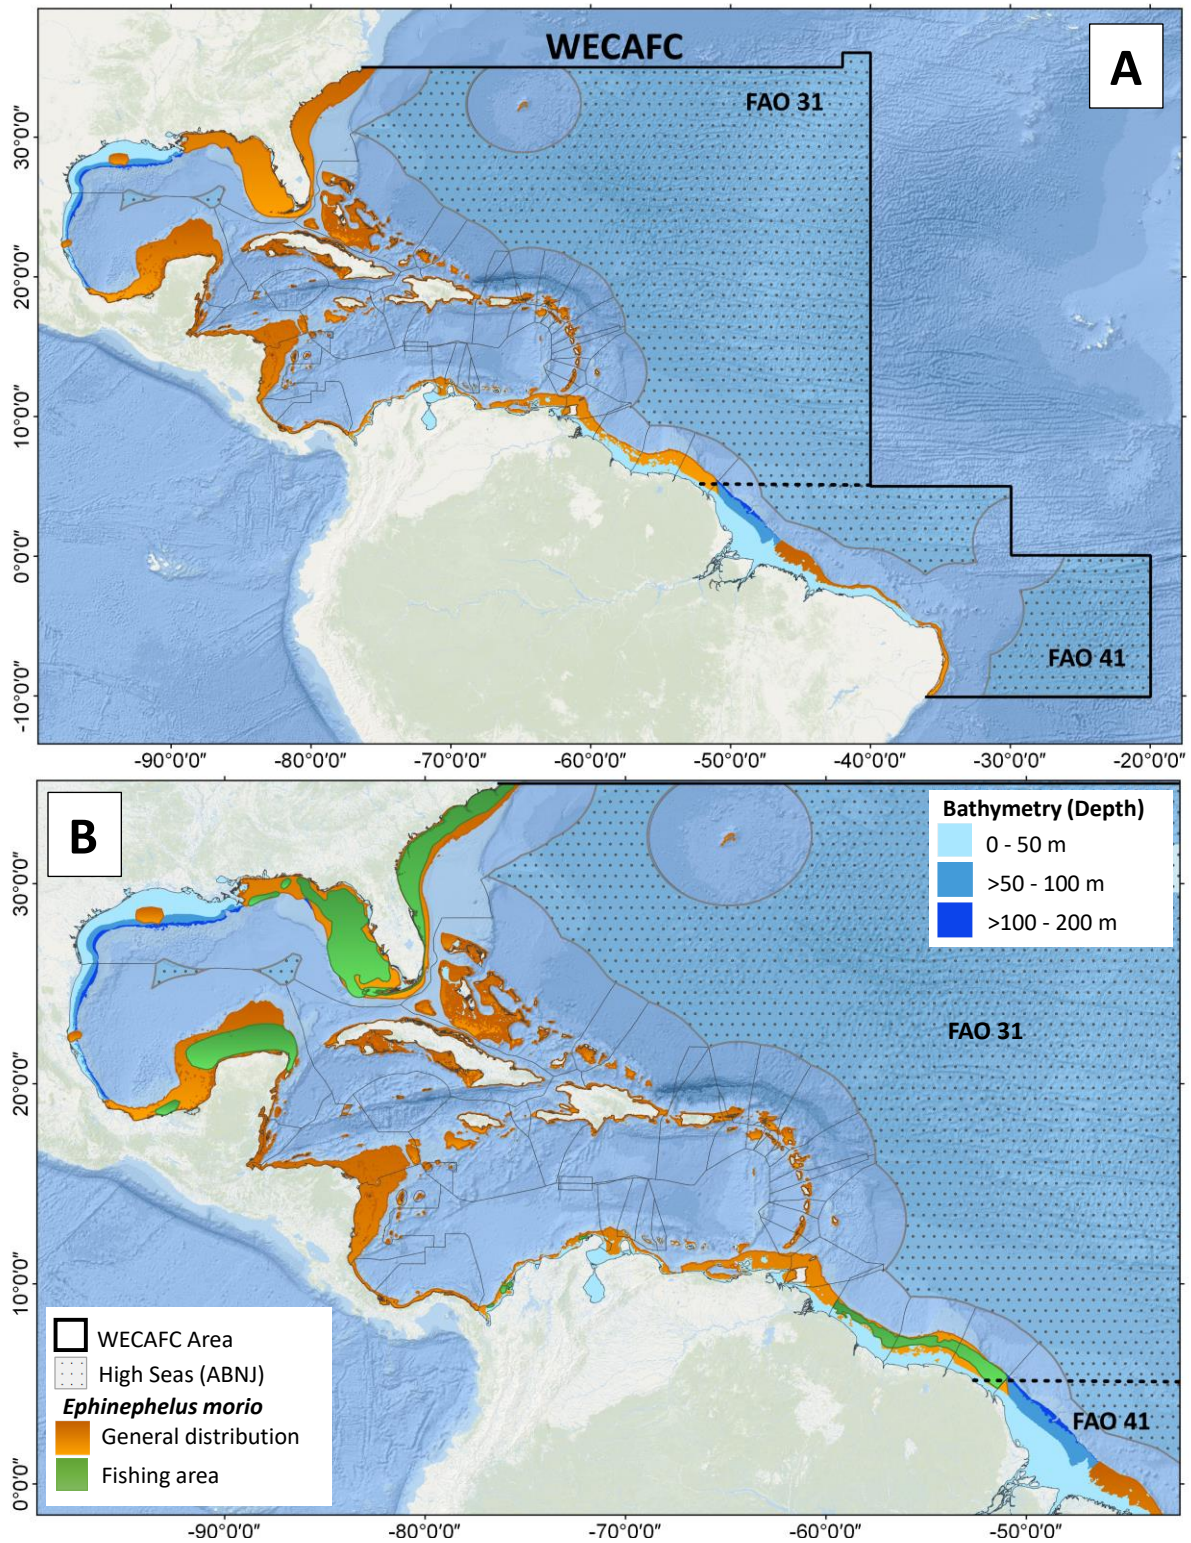 WECAFC
A
FAO 31
FAO 41
30°0'0"
20°0'0"
10°0'0"
0°0'0"
-10°0'0"
-90°0'0"
-80°0'0"
-70°0'0"
-60°0'0"
-50°0'0"
-40°0'0"
-30°0'0"
-20°0'0"
B
Bathymetry (Depth)
0 - 50 m
>50 - 100 m
>100 - 200 m
FAO 31
FAO 41
30°0'0"
20°0'0"
10°0'0"
0°0'0"
WECAFC Area
High Seas (ABNJ)
Ephinephelus morio
General distribution
Fishing area
-90°0'0"
-80°0'0"
-70°0'0"
-60°0'0"
-50°0'0"